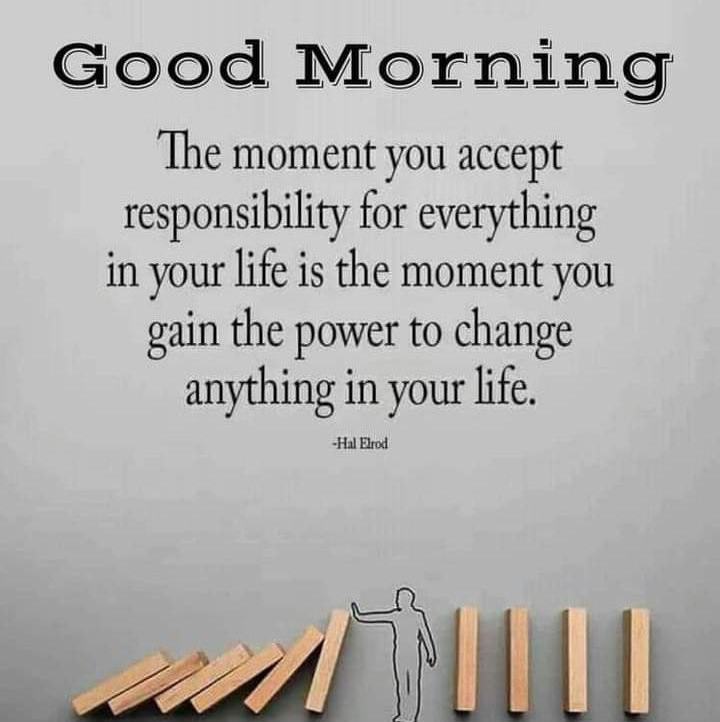 Good Morning
The moment you accept
responsibility for everything
in your life is the moment you
gain the power to change
anything in your life.
-Hal Elrod